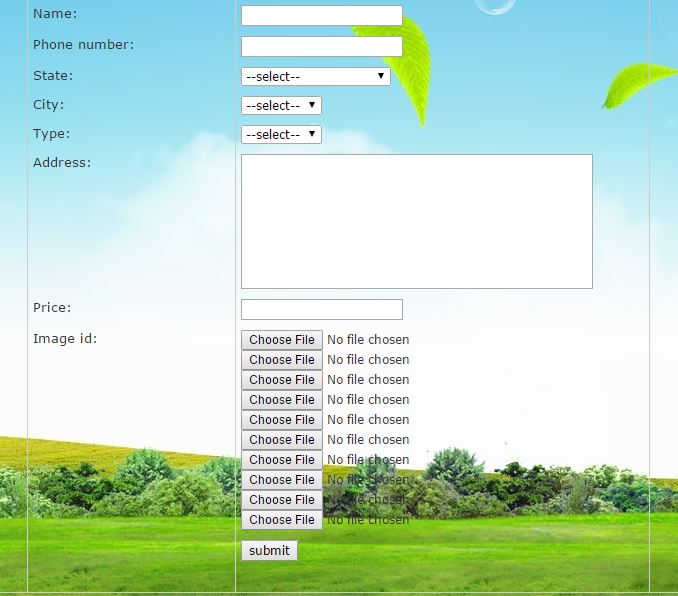 Name:
Phone number:
State: --select--
City: --select--
Type: --select--
Address:
Price:
Image id: Choose File No file chosen
Choose File No file chosen
Choose File No file chosen
Choose File No file chosen
Choose File No file chosen
Choose File No file chosen
Choose File No file chosen
Choose File No file chosen
Choose File No file chosen
Choose File No file chosen
submit